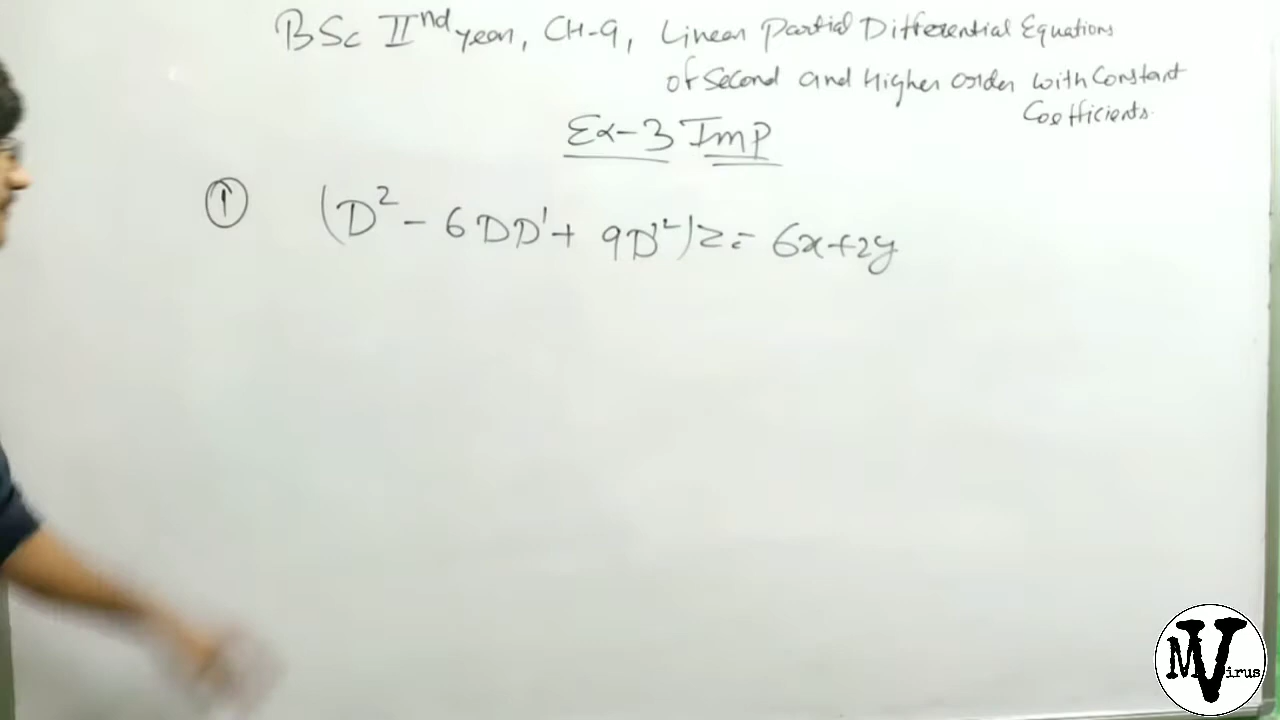 BSc IInd year, CH-9, Linear Partial Differential Equations
of Second and Higher order with Constant
Coefficients.
Ex-3 Imp
① (D² - 6DD' + 9D'²)z = 6x+2y
MVirus